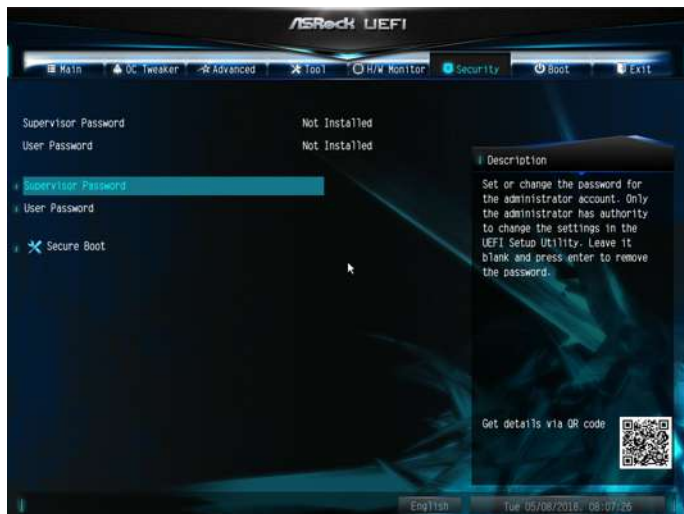 ASRock UEFI
Main OC Tweaker Advanced Tool H/W Monitor Security Boot Exit
Supervisor Password Not Installed
User Password Not Installed
Supervisor Password
User Password
Secure Boot
Description
Set or change the password for
the administrator account. Only
the administrator has authority
to change the settings in the
UEFI Setup Utility. Leave it
blank and press enter to remove
the password.
Get details via QR code
English Tue 05/08/2018, 08:07:26